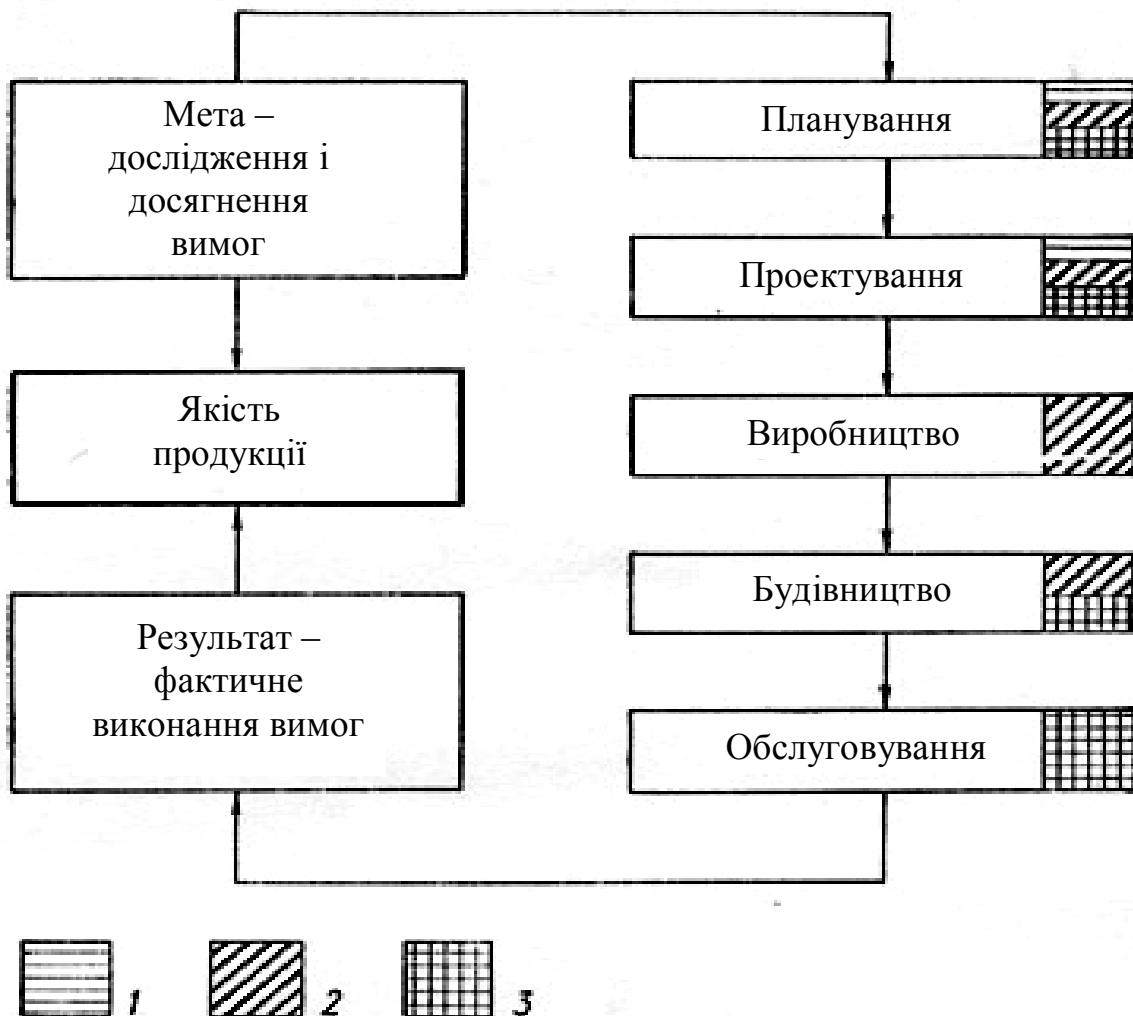 Мета –
дослідження і
досягнення
вимог
Якість
продукції
Результат –
фактичне
виконання вимог
Планування
Проектування
Виробництво
Будівництво
Обслуговування
1
2
3